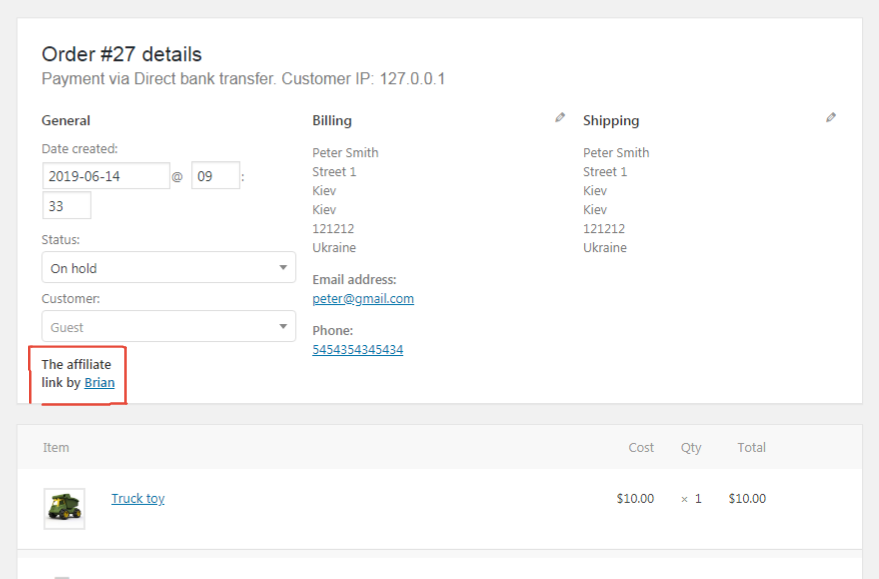 Order #27 details
Payment via Direct bank transfer. Customer IP: 127.0.0.1
General
Date created:
2019-06-14 @ 09 :
33
Status:
On hold
Customer:
Guest
The affiliate
link by Brian
Billing
Peter Smith
Street 1
Kiev
Kiev
121212
Ukraine
Email address:
peter@gmail.com
Phone:
5454354345434
Shipping
Peter Smith
Street 1
Kiev
Kiev
121212
Ukraine
Item Cost Qty Total
Truck toy $10.00 × 1 $10.00